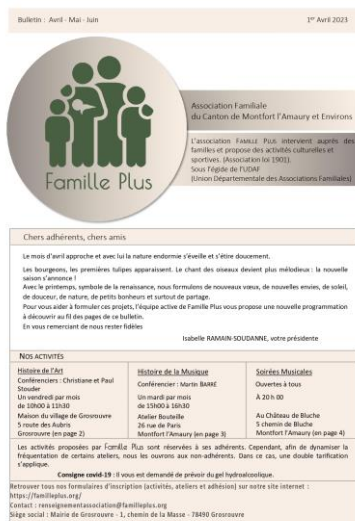 Bulletin : Avril - Mai - Juin
1er Avril 2023
Famille Plus
Association Familiale
du Canton de Montfort l'Amaury et Environs
L'association FAMILLE PLUS intervient auprès des
familles et propose des activités culturelles et
sportives. (Association loi 1901).
Sous l'égide de l'UDAF
(Union Départementale des Associations Familiales)
Chers adhérents, chers amis
Le mois d'avril approche et avec lui la nature endormie s'éveille et s'étire doucement.
Les bourgeons, les premières tulipes apparaissent. Le chant des oiseaux devient plus mélodieux : la nouvelle
saison s'annonce !
Avec le printemps, symbole de la renaissance, nous formulons de nouveaux vœux, de nouvelles envies, de soleil,
de douceur, de nature, de petits bonheurs et surtout de partage.
Pour vous aider à formuler ces projets, l'équipe active de Famille Plus vous propose une nouvelle programmation
à découvrir au fil des pages de ce bulletin.
En vous remerciant de nous rester fidèles
Isabelle RAMAIN-SOUDANNE, votre présidente
NOS ACTIVITÉS
Histoire de l'Art
Conférenciers : Christiane et Paul
Stouder
Un vendredi par mois
de 10h00 à 11h30
Maison du village de Grosrouvre
5 route des Aubris
Grosrouvre (en page 2)
Histoire de la Musique
Conférencier : Martin BARRÉ
Un mardi par mois
de 15h00 à 16h30
Atelier Bouteille
26 rue de Paris
Montfort l'Amaury (en page 3)
Soirées Musicales
Ouvertes à tous
À 20 h 00
Au Château de Bluche
5 chemin de Bluche
Montfort l'Amaury (en page 4)
Les activités proposées par Famille Plus sont réservées à ses adhérents. Cependant, afin de dynamiser la
fréquentation de certains ateliers, nous les ouvrons aux non-adhérents. Dans ce cas, une double tarification
s'applique.
Consigne covid-19 : Il vous est demandé de prévoir du gel hydroalcoolique.
Retrouver tous nos formulaires d'inscription (activités, ateliers et adhésion) sur notre site internet :
https://familleplus.org/
Contact : renseignementassociation@familleplus.org
Siège social : Mairie de Grosrouvre - 1, chemin de la Masse - 78490 Grosrouvre